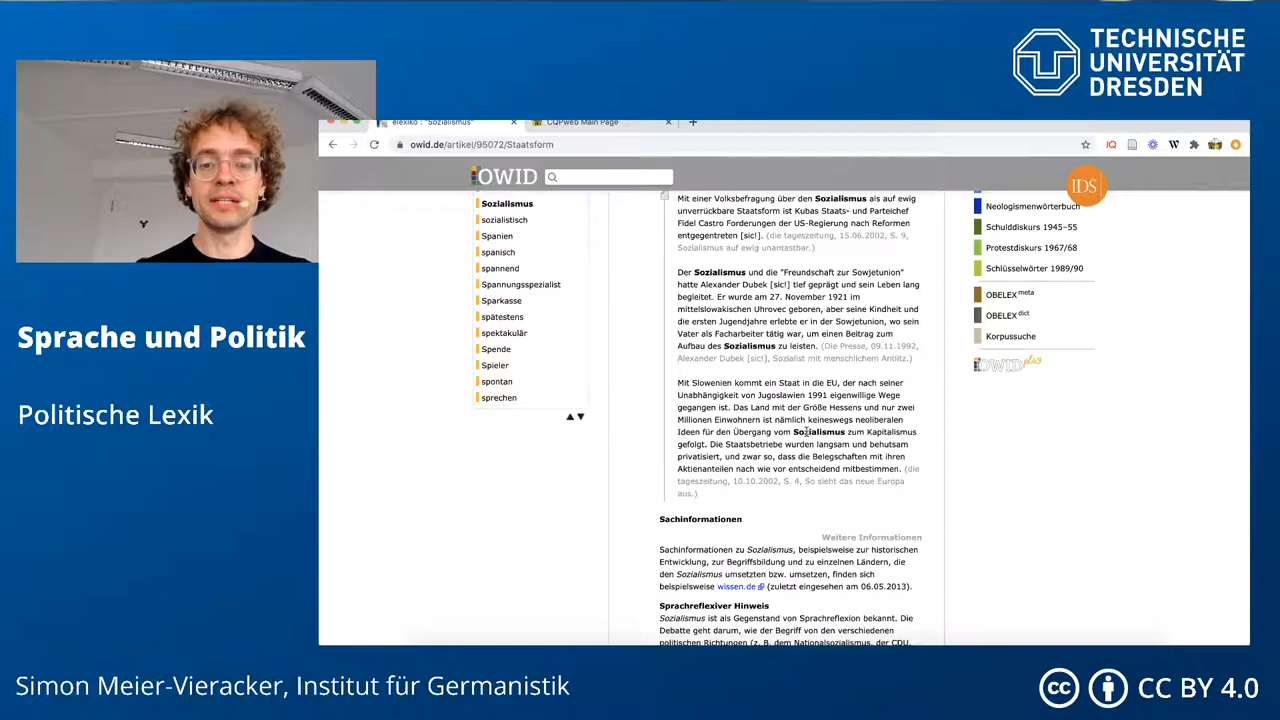 TECHNISCHE
UNIVERSITÄT
DRESDEN
elexiko : "Sozialismus"
CQPweb Main Page
owid.de/artikel/95072/Staatsform
OWID
IDS
Sozialismus
sozialistisch
Spanien
spanisch
spannend
Spannungsspezialist
Sparkasse
spätestens
spektakulär
Spende
Spieler
spontan
sprechen
Mit einer Volksbefragung über den Sozialismus als auf ewig
unverrückbare Staatsform ist Kubas Staats- und Parteichef
Fidel Castro Forderungen der US-Regierung nach Reformen
entgegentreten [sic!]. (die tageszeitung, 15.06.2002, S. 9,
Sozialismus auf ewig unantastbar.)
Der Sozialismus und die "Freundschaft zur Sowjetunion"
hatte Alexander Dubek [sic!] tief geprägt und sein Leben lang
begleitet. Er wurde am 27. November 1921 im
mittelslowakischen Uhrovec geboren, aber seine Kindheit und
die ersten Jugendjahre erlebte er in der Sowjetunion, wo sein
Vater als Facharbeiter tätig war, um einen Beitrag zum
Aufbau des Sozialismus zu leisten. (Die Presse, 09.11.1992,
Alexander Dubek [sic!], Sozialist mit menschlichem Antlitz.)
Mit Slowenien kommt ein Staat in die EU, der nach seiner
Unabhängigkeit von Jugoslawien 1991 eigenwillige Wege
gegangen ist. Das Land mit der Größe Hessens und nur zwei
Millionen Einwohnern ist nämlich keineswegs neoliberalen
Ideen für den Übergang vom Sozialismus zum Kapitalismus
gefolgt. Die Staatsbetriebe wurden langsam und behutsam
privatisiert, und zwar so, dass die Belegschaften mit ihren
Aktienanteilen nach wie vor entscheidend mitbestimmen. (die
tageszeitung, 10.10.2002, S. 4, So sieht das neue Europa
aus.)
Sachinformationen
Weitere Informationen
Sachinformationen zu Sozialismus, beispielsweise zur historischen
Entwicklung, zur Begriffsbildung und zu einzelnen Ländern, die
den Sozialismus umsetzten bzw. umsetzen, finden sich
beispielsweise wissen.de (zuletzt eingesehen am 06.05.2013).
Sprachreflexiver Hinweis
Sozialismus ist als Gegenstand von Sprachreflexion bekannt. Die
Debatte geht darum, wie der Begriff von den verschiedenen
politischen Richtungen (z. B. dem Nationalsozialismus, der CDU,
Neologismenwörterbuch
Schulddiskurs 1945–55
Protestdiskurs 1967/68
Schlüsselwörter 1989/90
OBELEX meta
OBELEX dict
Korpussuche
OWID plus
Sprache und Politik
Politische Lexik
Simon Meier-Vieracker, Institut für Germanistik
cc CC BY 4.0